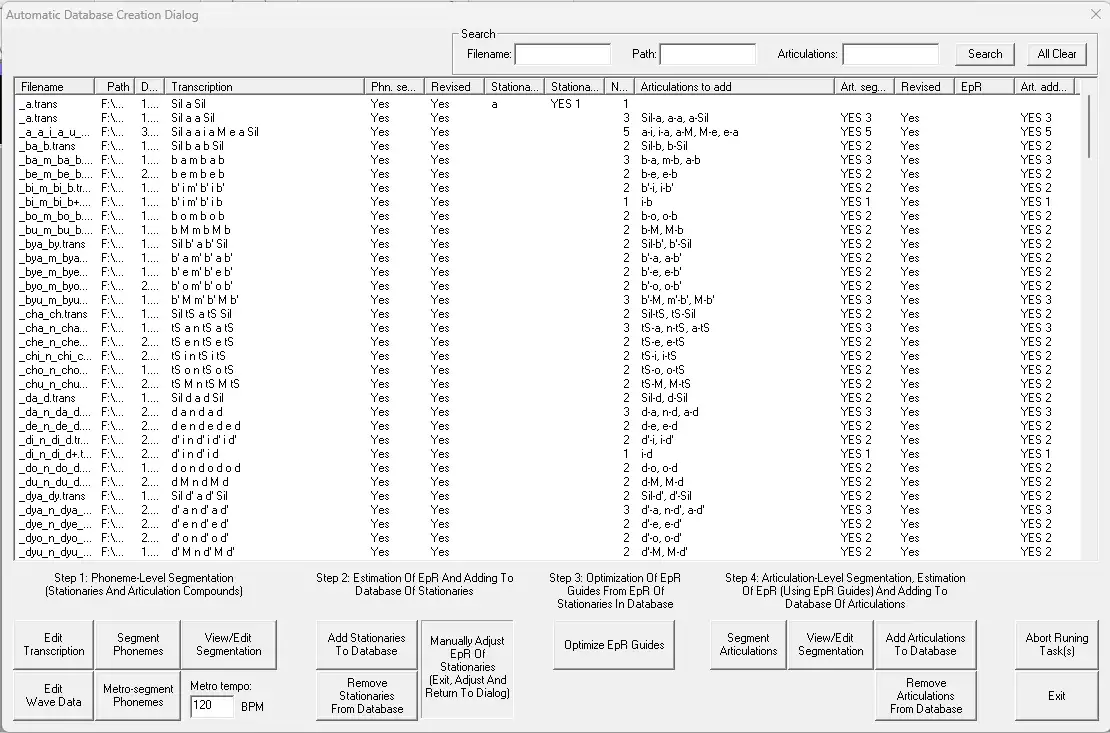 Automatic Database Creation Dialog
Search
Filename: Path: Articulations: Search All Clear
Filename Path D... Transcription Phn. se... Revised Stationa... Stationa... N... Articulations to add Art. seg... Revised EpR Art. add...
_a.trans F:\... 1.... Sil a Sil Yes Yes a YES 1 1
_a.trans F:\... 1.... Sil a a Sil Yes Yes 3 Sil-a, a-a, a-Sil YES 3 Yes YES 3
_a_a_i_a_u_... F:\... 3.... Sil a a i a M e a Sil Yes Yes 5 a-i, i-a, a-M, M-e, e-a YES 5 Yes YES 5
_ba_b.trans F:\... 1.... Sil b a b Sil Yes Yes 2 Sil-b, b-Sil YES 2 Yes YES 2
_ba_m_ba_b.... F:\... 1.... b a m b a b Yes Yes 3 b-a, m-b, a-b YES 3 Yes YES 3
_be_m_be_b.... F:\... 2.... b e m b e b Yes Yes 2 b-e, e-b YES 2 Yes YES 2
_bi_m_bi_b.tr... F:\... 1.... b' i m' b' i b' Yes Yes 2 b'-i, i-b' YES 2 Yes YES 2
_bi_m_bi_b+.... F:\... 1.... b' i m' b' i b Yes Yes 1 i-b YES 1 Yes YES 1
_bo_m_bo_b.... F:\... 1.... b o m b o b Yes Yes 2 b-o, o-b YES 2 Yes YES 2
_bu_m_bu_b.... F:\... 1.... b M m b M b Yes Yes 2 b-M, M-b YES 2 Yes YES 2
_bya_by.trans F:\... 1.... Sil b' a b' Sil Yes Yes 2 Sil-b', b'-Sil YES 2 Yes YES 2
_bya_m_bya... F:\... 1.... b' a m' b' a b' Yes Yes 2 b'-a, a-b' YES 2 Yes YES 2
_bye_m_bye... F:\... 2.... b' e m' b' e b' Yes Yes 2 b'-e, e-b' YES 2 Yes YES 2
_byo_m_byo... F:\... 2.... b' o m' b' o b' Yes Yes 2 b'-o, o-b' YES 2 Yes YES 2
_byu_m_byu... F:\... 1.... b' M m' b' M b' Yes Yes 3 b'-M, m'-b', M-b' YES 3 Yes YES 3
_cha_ch.trans F:\... 1.... Sil tS a tS Sil Yes Yes 2 Sil-tS, tS-Sil YES 2 Yes YES 2
_cha_n_cha... F:\... 1.... tS a n tS a tS Yes Yes 3 tS-a, n-tS, a-tS YES 3 Yes YES 3
_che_n_che... F:\... 2.... tS e n tS e tS Yes Yes 2 tS-e, e-tS YES 2 Yes YES 2
_chi_n_chi_c... F:\... 2.... tS i n tS i tS Yes Yes 2 tS-i, i-tS YES 2 Yes YES 2
_cho_n_cho... F:\... 1.... tS o n tS o tS Yes Yes 2 tS-o, o-tS YES 2 Yes YES 2
_chu_n_chu... F:\... 2.... tS M n tS M tS Yes Yes 2 tS-M, M-tS YES 2 Yes YES 2
_da_d.trans F:\... 1.... Sil d a d Sil Yes Yes 2 Sil-d, d-Sil YES 2 Yes YES 2
_da_n_da_d.... F:\... 2.... d a n d a d Yes Yes 3 d-a, n-d, a-d YES 3 Yes YES 3
_de_n_de_d.... F:\... 2.... d e n d e d e d Yes Yes 2 d-e, e-d YES 2 Yes YES 2
_di_n_di_d.tr... F:\... 2.... d' i n d' i d' i d' Yes Yes 2 d'-i, i-d' YES 2 Yes YES 2
_di_n_di_d+.t... F:\... 2.... d' i n d' i d Yes Yes 1 i-d YES 1 Yes YES 1
_do_n_do_d.... F:\... 1.... d o n d o d o d Yes Yes 2 d-o, o-d YES 2 Yes YES 2
_du_n_du_d.... F:\... 2.... d M n d M d Yes Yes 2 d-M, M-d YES 2 Yes YES 2
_dya_dy.trans F:\... 1.... Sil d' a d' Sil Yes Yes 2 Sil-d', d'-Sil YES 2 Yes YES 2
_dya_n_dya... F:\... 2.... d' a n d' a d' Yes Yes 3 d'-a, n-d', a-d' YES 3 Yes YES 3
_dye_n_dye... F:\... 2.... d' e n d' e d' Yes Yes 2 d'-e, e-d' YES 2 Yes YES 2
_dyo_n_dyo... F:\... 2.... d' o n d' o d' Yes Yes 2 d'-o, o-d' YES 2 Yes YES 2
_dyu_n_dyu... F:\... 1.... d' M n d' M d' Yes Yes 2 d'-M, M-d' YES 2 Yes YES 2
Step 1: Phoneme-Level Segmentation
(Stationaries And Articulation Compounds)
Step 2: Estimation Of EpR And Adding To
Database Of Stationaries
Step 3: Optimization Of EpR
Guides From EpR Of
Stationaries In Database
Step 4: Articulation-Level Segmentation, Estimation
Of EpR (Using EpR Guides) And Adding To
Database Of Articulations
Edit
Transcription
Segment
Phonemes
View/Edit
Segmentation
Add Stationaries
To Database
Manually Adjust
EpR Of
Stationaries
(Exit, Adjust And
Return To Dialog)
Optimize EpR Guides
Segment
Articulations
View/Edit
Segmentation
Add Articulations
To Database
Abort Runing
Task(s)
Edit
Wave Data
Metro-segment
Phonemes
Metro tempo:
120 BPM
Remove
Stationaries
From Database
Remove
Articulations
From Database
Exit